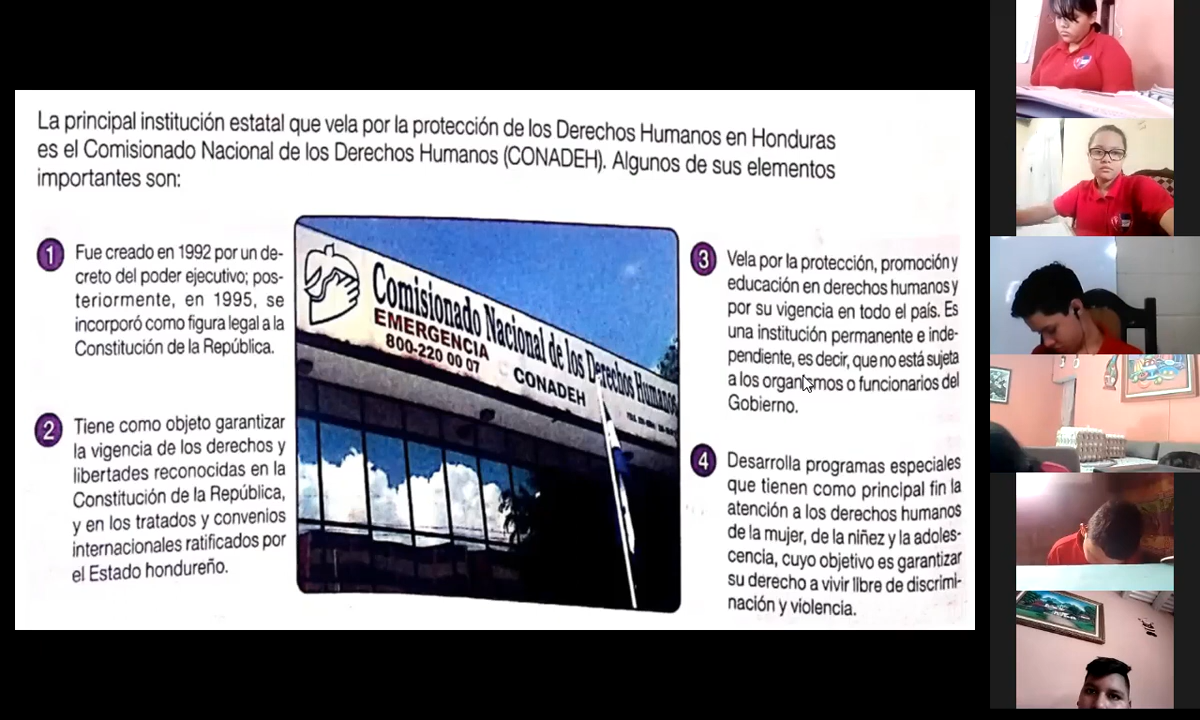 La principal institución estatal que vela por la protección de los Derechos Humanos en Honduras
es el Comisionado Nacional de los Derechos Humanos (CONADEH). Algunos de sus elementos
importantes son:
1
Fue creado en 1992 por un de-
creto del poder ejecutivo; pos-
teriormente, en 1995, se
incorporó como figura legal a la
Constitución de la República.
2
Tiene como objeto garantizar
la vigencia de los derechos y
libertades reconocidas en la
Constitución de la República,
y en los tratados y convenios
internacionales ratificados por
el Estado hondureño.
Comisionado Nacional de los Derechos Humanos
EMERGENCIA
800-220 00 07
CONADEH
3
Vela por la protección, promoción y
educación en derechos humanos y
por su vigencia en todo el país. Es
una institución permanente e inde-
pendiente, es decir, que no está sujeta
a los organismos o funcionarios del
Gobierno.
4
Desarrolla programas especiales
que tienen como principal fin la
atención a los derechos humanos
de la mujer, de la niñez y la adoles-
cencia, cuyo objetivo es garantizar
su derecho a vivir libre de discrimi-
nación y violencia.